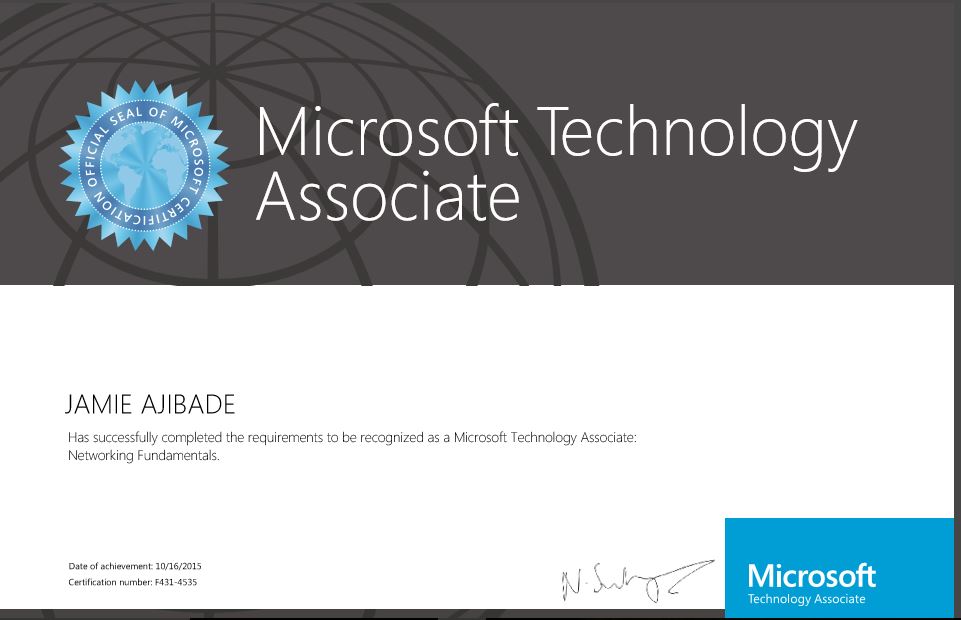 OFFICIAL SEAL OF MICROSOFT CERTIFICATION
Microsoft Technology
Associate
JAMIE AJIBADE
Has successfully completed the requirements to be recognized as a Microsoft Technology Associate:
Networking Fundamentals.
Date of achievement: 10/16/2015
Certification number: F431-4535
Microsoft
Technology Associate